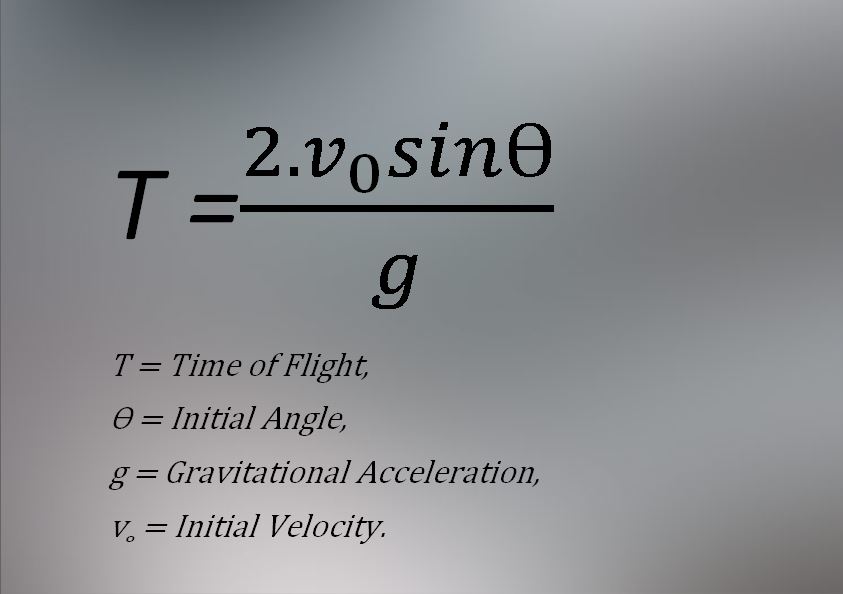 T = 2.v₀sinθ / g
T = Time of Flight,
θ = Initial Angle,
g = Gravitational Acceleration,
vₒ = Initial Velocity.